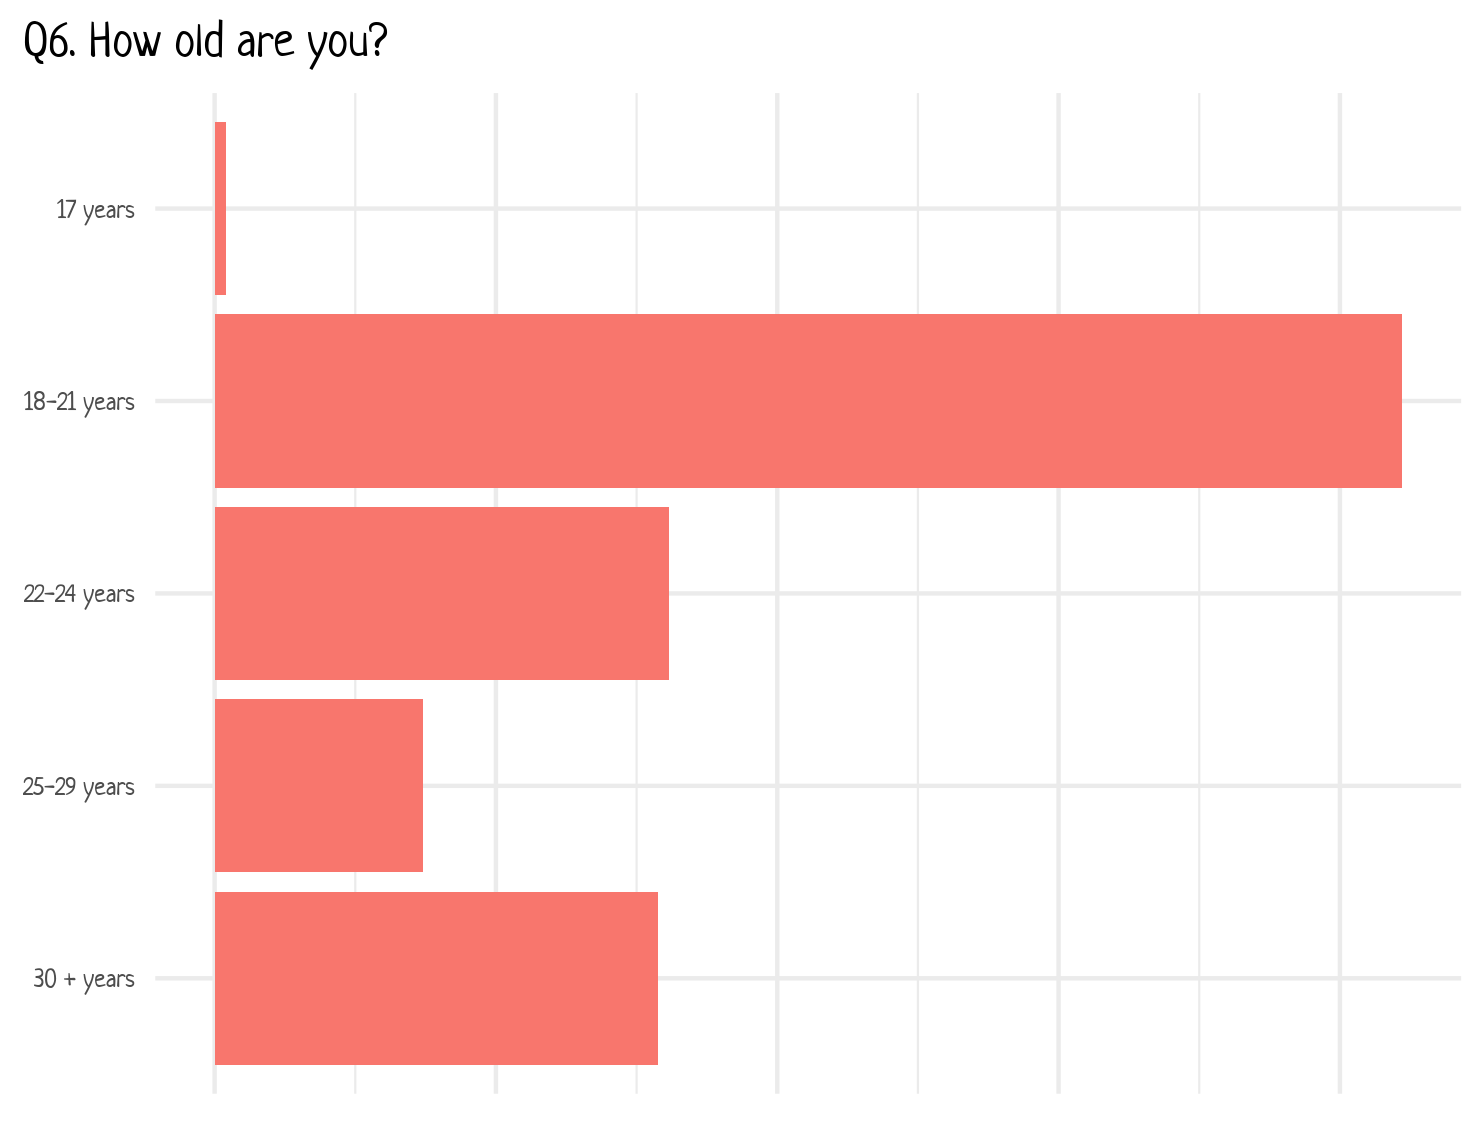 Q6. How old are you?
17 years
18-21 years
22-24 years
25-29 years
30 + years